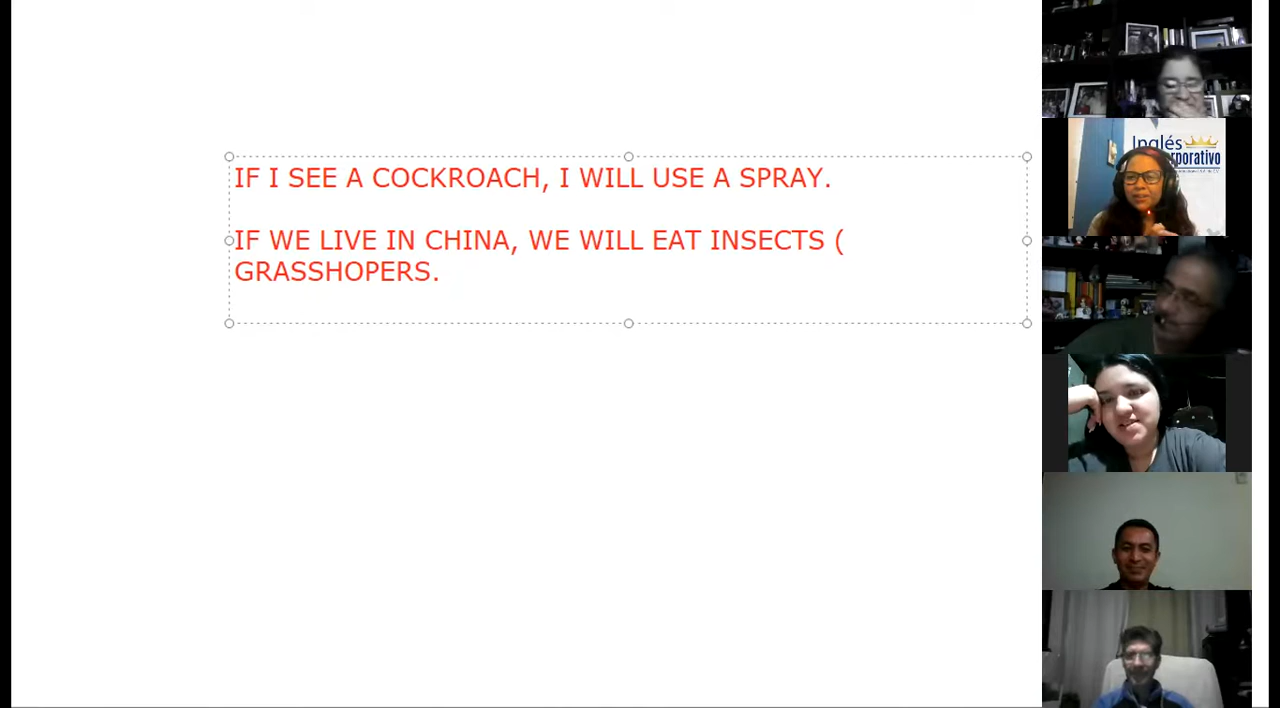 IF I SEE A COCKROACH, I WILL USE A SPRAY.
IF WE LIVE IN CHINA, WE WILL EAT INSECTS (
GRASSHOPERS.
Inglés